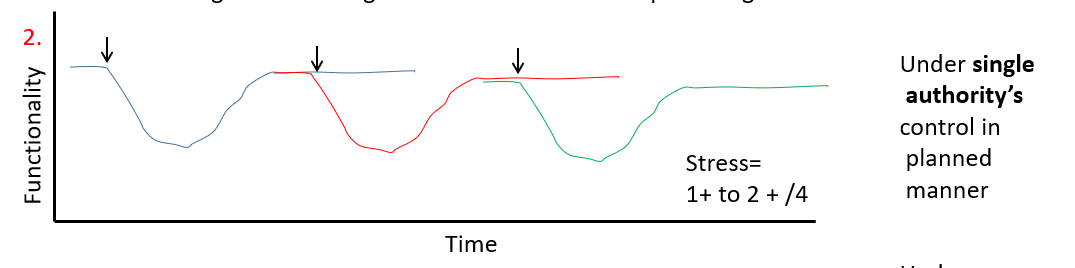 2.
Functionality
Stress=
1+ to 2 + /4
Time
Under single
authority's
control in
planned
manner